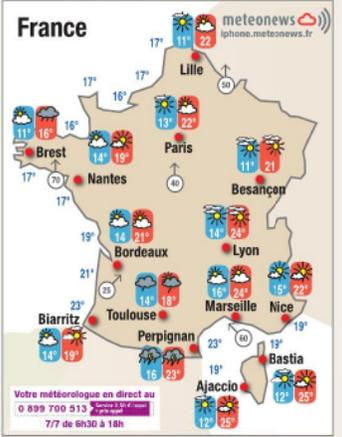 France
meteonews
iphone.meteonews.fr
17°
11° 22
Lille
17°
50
17°
16°
11° 16°
16°
13° 22°
Brest
14° 19°
Paris
11° 21
17°
70
Nantes
40
Besançon
17°
19°
14 21°
14° 24°
Bordeaux
Lyon
21°
25
14° 18°
16° 24°
15° 22°
23°
Marseille
Nice
Biarritz
Toulouse
60
19°
14° 19°
Perpignan
23°
19°
Bastia
16 23°
19°
Ajaccio
12° 25°
12° 25°
Votre météorologue en direct au
0 899 700 513
7/7 de 6h30 à 18h